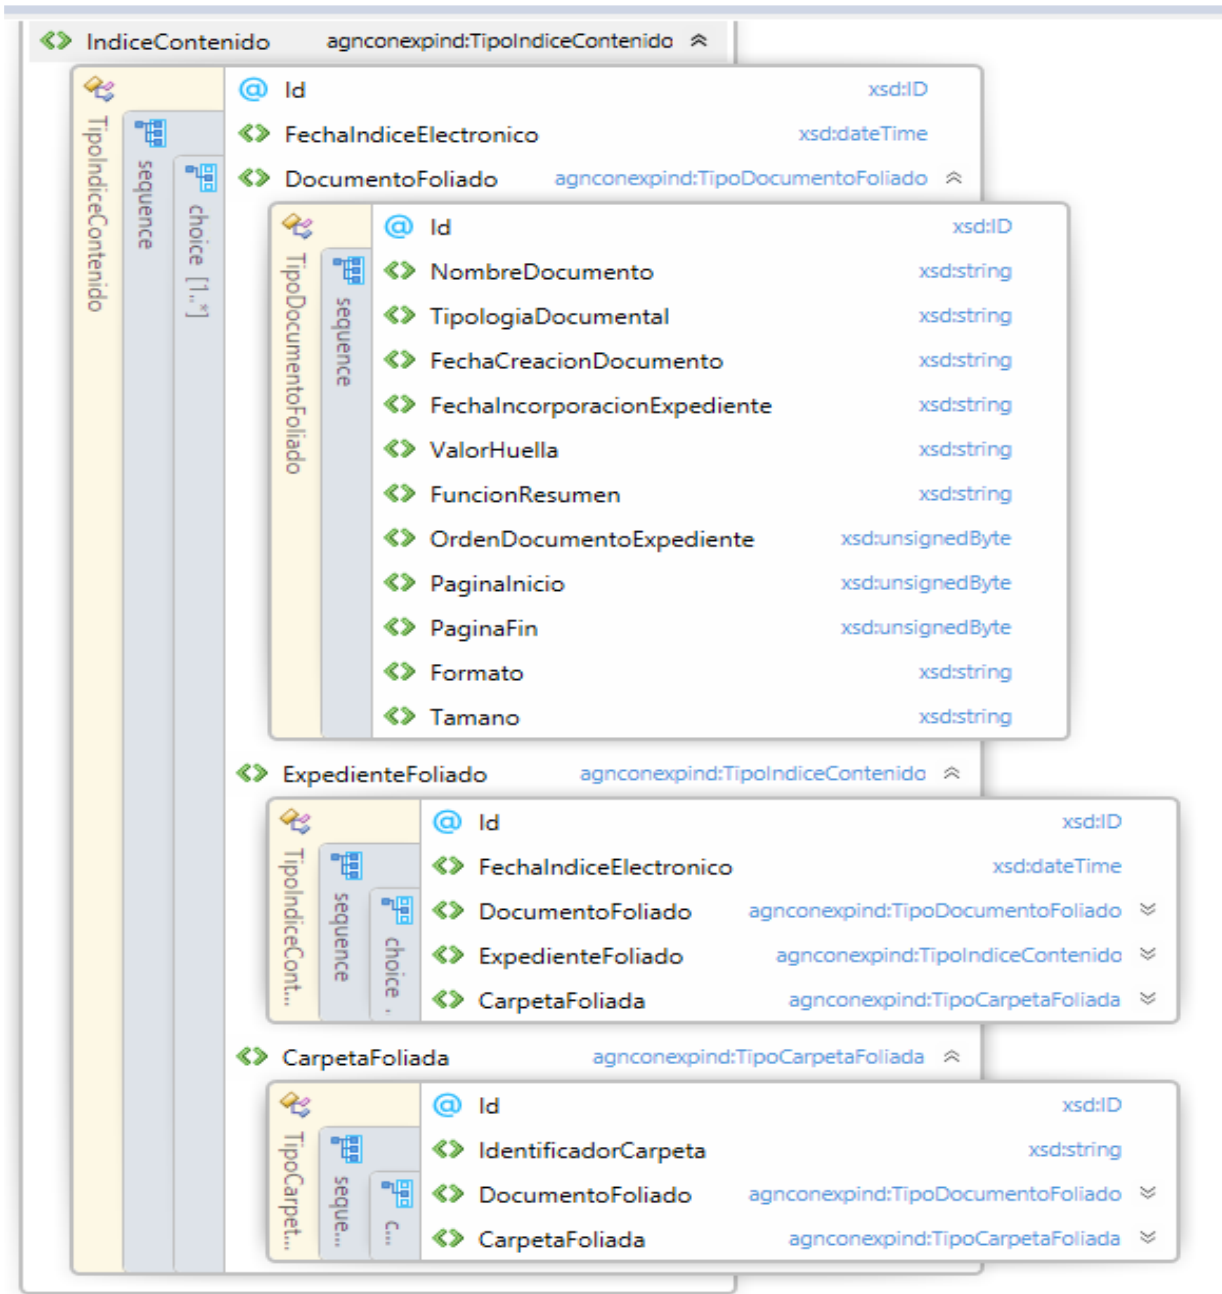 IndiceContenido agnconexpind:TipoIndiceContenido
TipoIndiceContenido
sequence
choice [1..*]
Id xsd:ID
FechaIndiceElectronico xsd:dateTime
DocumentoFoliado agnconexpind:TipoDocumentoFoliado
TipoDocumentoFoliado
sequence
Id xsd:ID
NombreDocumento xsd:string
TipologiaDocumental xsd:string
FechaCreacionDocumento xsd:string
FechaIncorporacionExpediente xsd:string
ValorHuella xsd:string
FuncionResumen xsd:string
OrdenDocumentoExpediente xsd:unsignedByte
PaginaInicio xsd:unsignedByte
PaginaFin xsd:unsignedByte
Formato xsd:string
Tamano xsd:string
ExpedienteFoliado agnconexpind:TipoIndiceContenido
TipoIndiceCont...
sequence
choice .
Id xsd:ID
FechaIndiceElectronico xsd:dateTime
DocumentoFoliado agnconexpind:TipoDocumentoFoliado
ExpedienteFoliado agnconexpind:TipoIndiceContenido
CarpetaFoliada agnconexpind:TipoCarpetaFoliada
CarpetaFoliada agnconexpind:TipoCarpetaFoliada
TipoCarpet...
seque...
c...
Id xsd:ID
IdentificadorCarpeta xsd:string
DocumentoFoliado agnconexpind:TipoDocumentoFoliado
CarpetaFoliada agnconexpind:TipoCarpetaFoliada